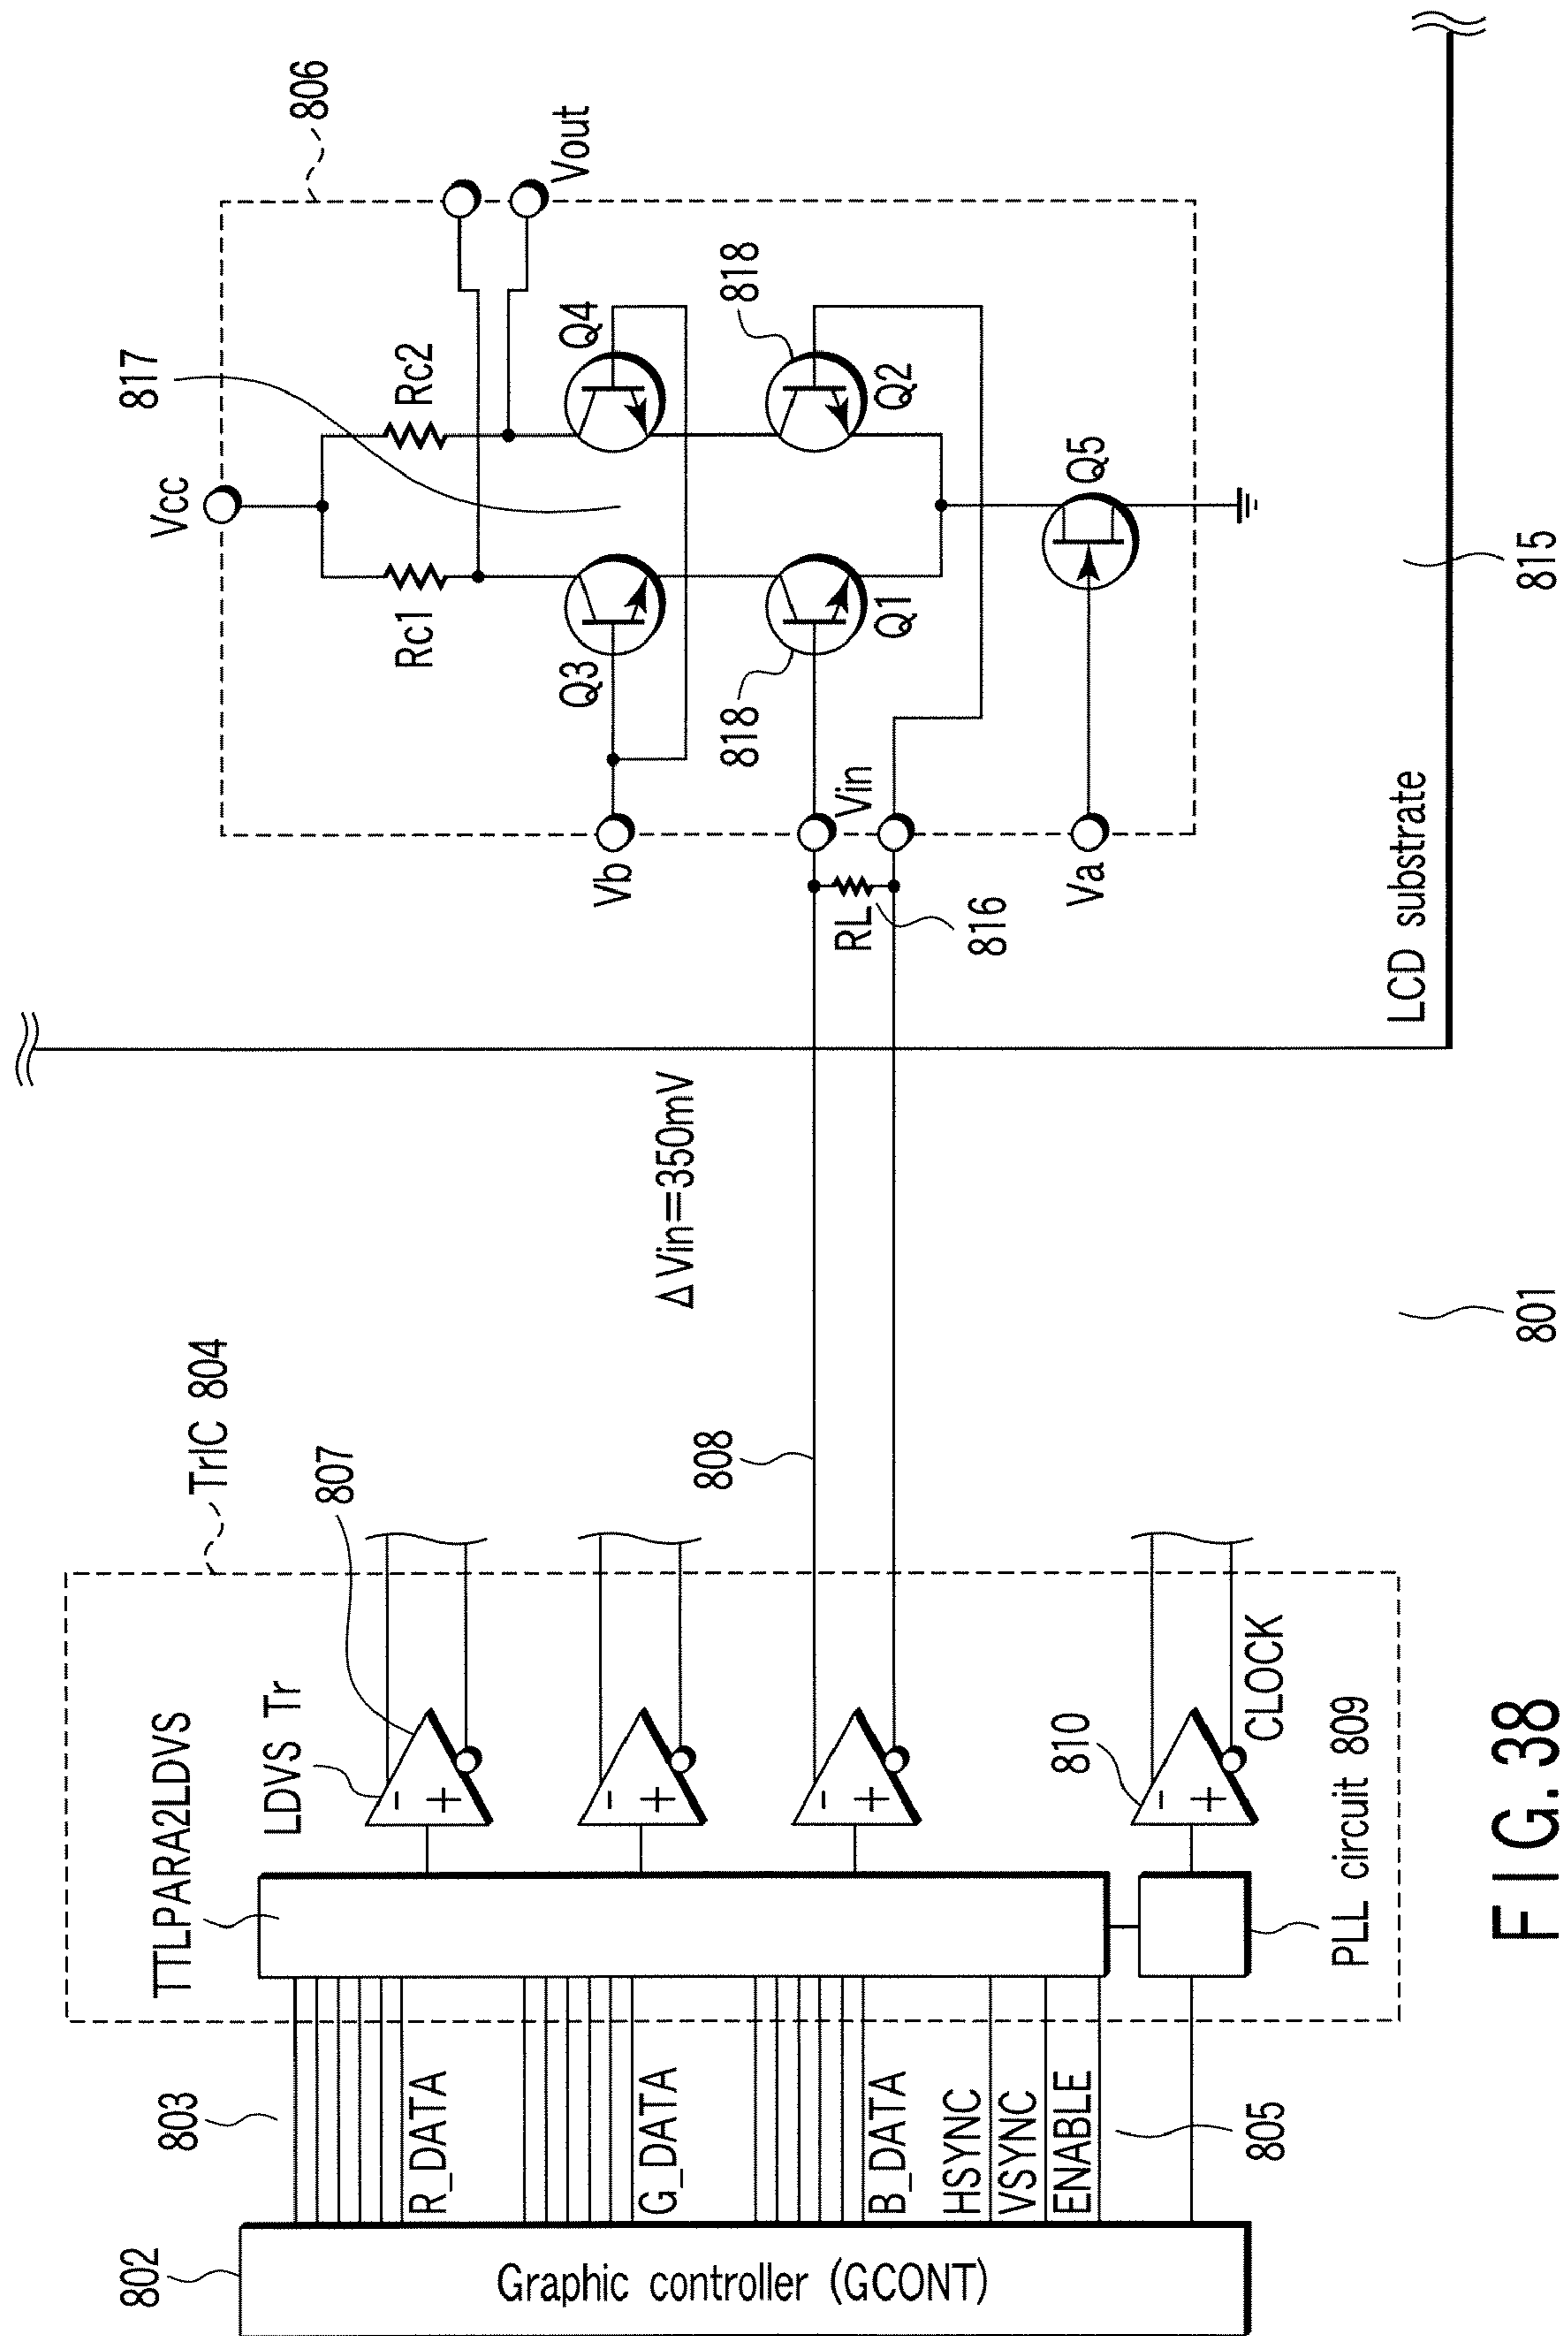 802
Graphic controller (GCONT)
803
R_DATA
G_DATA
B_DATA
HSYNC
VSYNC
ENABLE
805
TTLPARA2LDVS
LDVS Tr
807
TrIC 804
810
CLOCK
PLL circuit 809
808
ΔVin=350mV
801
LCD substrate
815
RL
816
Vb
Vin
Va
818
818
Q3
Q1
Q4
Q2
Q5
Rc1
Rc2
Vcc
817
806
Vout
-
+
-
+
-
+
-
+
FIG. 38